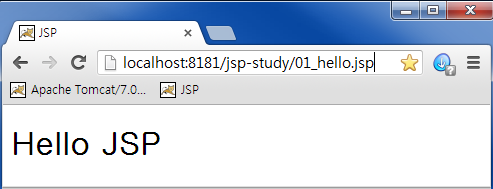 JSP
localhost:8181/jsp-study/01_hello.jsp
Apache Tomcat/7.0... JSP
Hello JSP